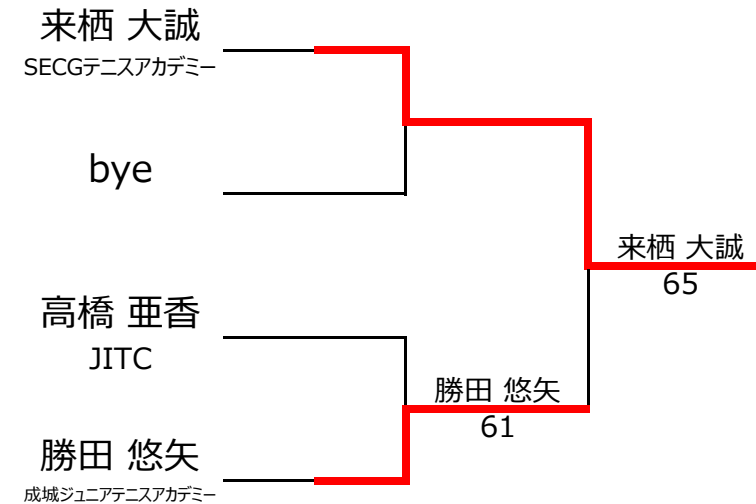 来栖 大誠
SECGテニスアカデミー
bye
来栖 大誠
65
高橋 亜香
JITC
勝田 悠矢
61
勝田 悠矢
成城ジュニアテニスアカデミー